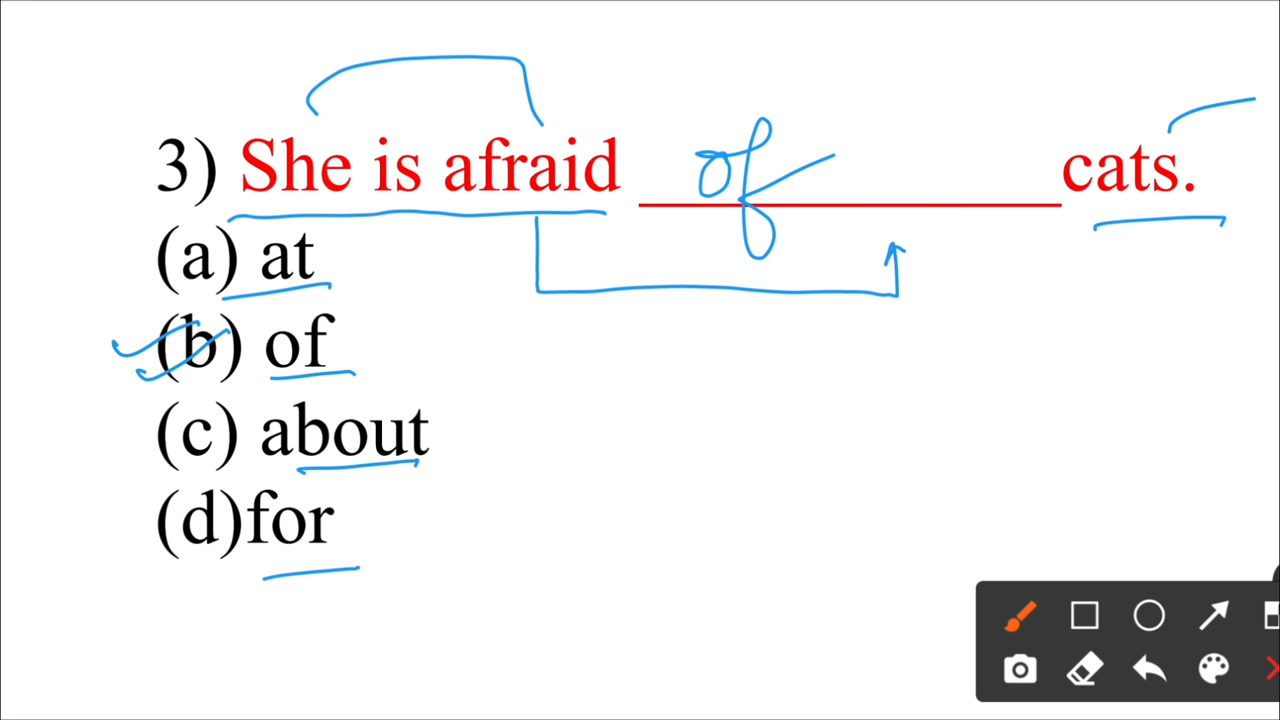 3) She is afraid of cats.
(a) at
(b) of
(c) about
(d)for